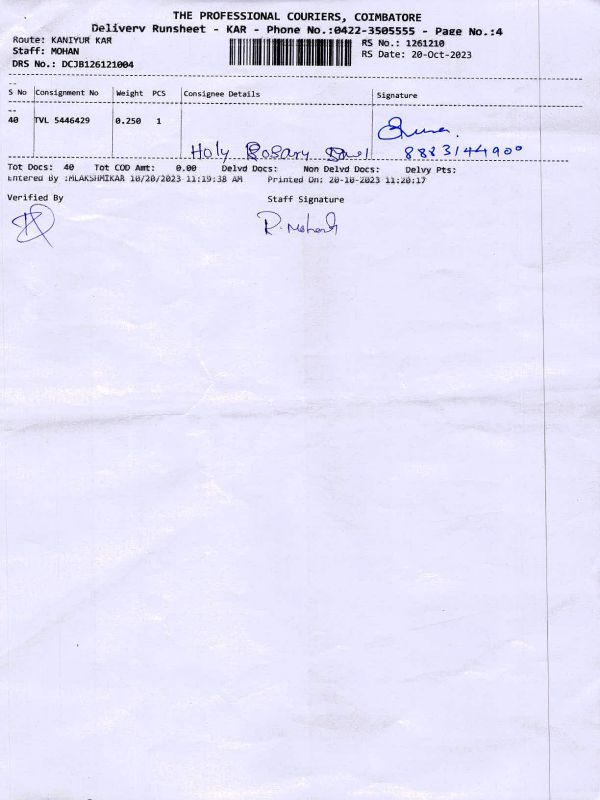 THE PROFESSIONAL COURIERS, COIMBATORE
Delivery Runsheet - KAR - Phone No.:0422-3505555 - Page No.:4
Route: KANIYUR KAR
RS No.: 1261210
Staff: MOHAN
RS Date: 20-Oct-2023
DRS No.: DCJB126121004
S No Consignment No Weight PCS Consignee Details Signature
40 TVL 5446429 0.250 1
Holy Rosary
8883144900
Tot Docs: 40 Tot COD Amt: 0.00 Delvd Docs: Non Delvd Docs: Delvy Pts:
Entered By :MLAKSHMIKAR 10/20/2023 11:19:38 AM Printed On: 20-10-2023 11:20:17
Verified By Staff Signature
R. Mohan